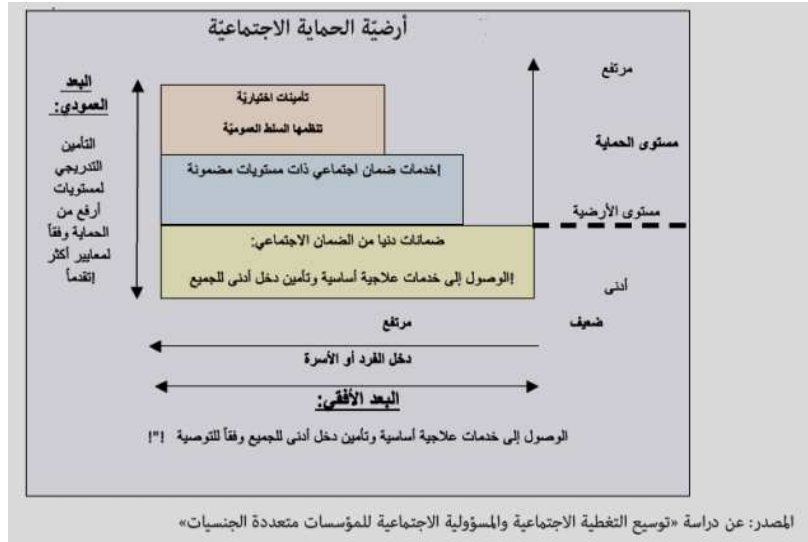 أرضيّة الحماية الاجتماعيّة
مرتفع
مستوى الحماية
مستوى الأرضية
أدنى
تأمينات اختياريّة
تنظمها السلط العموميّة
إخدمات ضمان اجتماعي ذات مستويات مضمونة
ضمانات دنيا من الضمان الاجتماعي:
!الوصول إلى خدمات علاجية أساسية وتأمين دخل أدنى للجميع
البعد
العمودي:
التأمين
التدريجي
لمستويات
أرفع من
الحماية وفقاً
لمعايير أكثر
إتقدماً
ضعيف
مرتفع
دخل الفرد أو الأسرة
البعد الأفقي:
الوصول إلى خدمات علاجية أساسية وتأمين دخل أدنى للجميع وفقاً للتوصية !"!
المصدر: عن دراسة «توسيع التغطية الاجتماعية والمسؤولية الاجتماعية للمؤسسات متعددة الجنسيات»